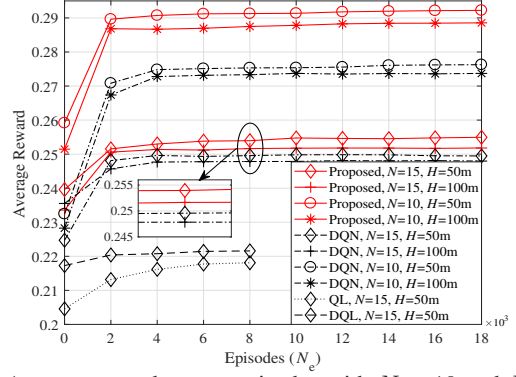 0.29
0.28
0.27
0.26
0.25
0.24
0.23
0.22
0.21
0.2
Average Reward
0.255
0.25
0.245
Proposed, N=15, H=50m
Proposed, N=15, H=100m
Proposed, N=10, H=50m
Proposed, N=10, H=100m
DQN, N=15, H=50m
DQN, N=15, H=100m
DQN, N=10, H=50m
DQN, N=10, H=100m
QL, N=15, H=50m
DQL, N=15, H=50m
0 2 4 6 8 10 12 14 16 18
×10³
Episodes (Nₑ)